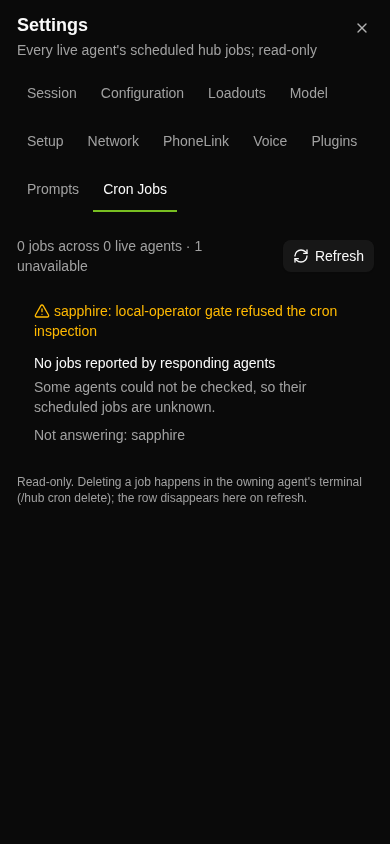 Settings
Every live agent's scheduled hub jobs; read-only
Session Configuration Loadouts Model
Setup Network PhoneLink Voice Plugins
Prompts Cron Jobs
0 jobs across 0 live agents · 1
unavailable
Refresh
sapphire: local-operator gate refused the cron
inspection
No jobs reported by responding agents
Some agents could not be checked, so their
scheduled jobs are unknown.
Not answering: sapphire
Read-only. Deleting a job happens in the owning agent's terminal
(/hub cron delete); the row disappears here on refresh.